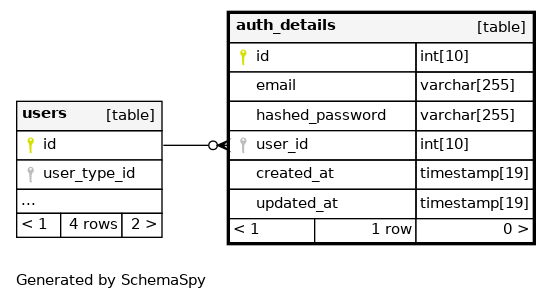 auth_details [table]
id int[10]
email varchar[255]
hashed_password varchar[255]
user_id int[10]
created_at timestamp[19]
updated_at timestamp[19]
< 1 1 row 0 >
users [table]
id
user_type_id
...
< 1 4 rows 2 >
Generated by SchemaSpy